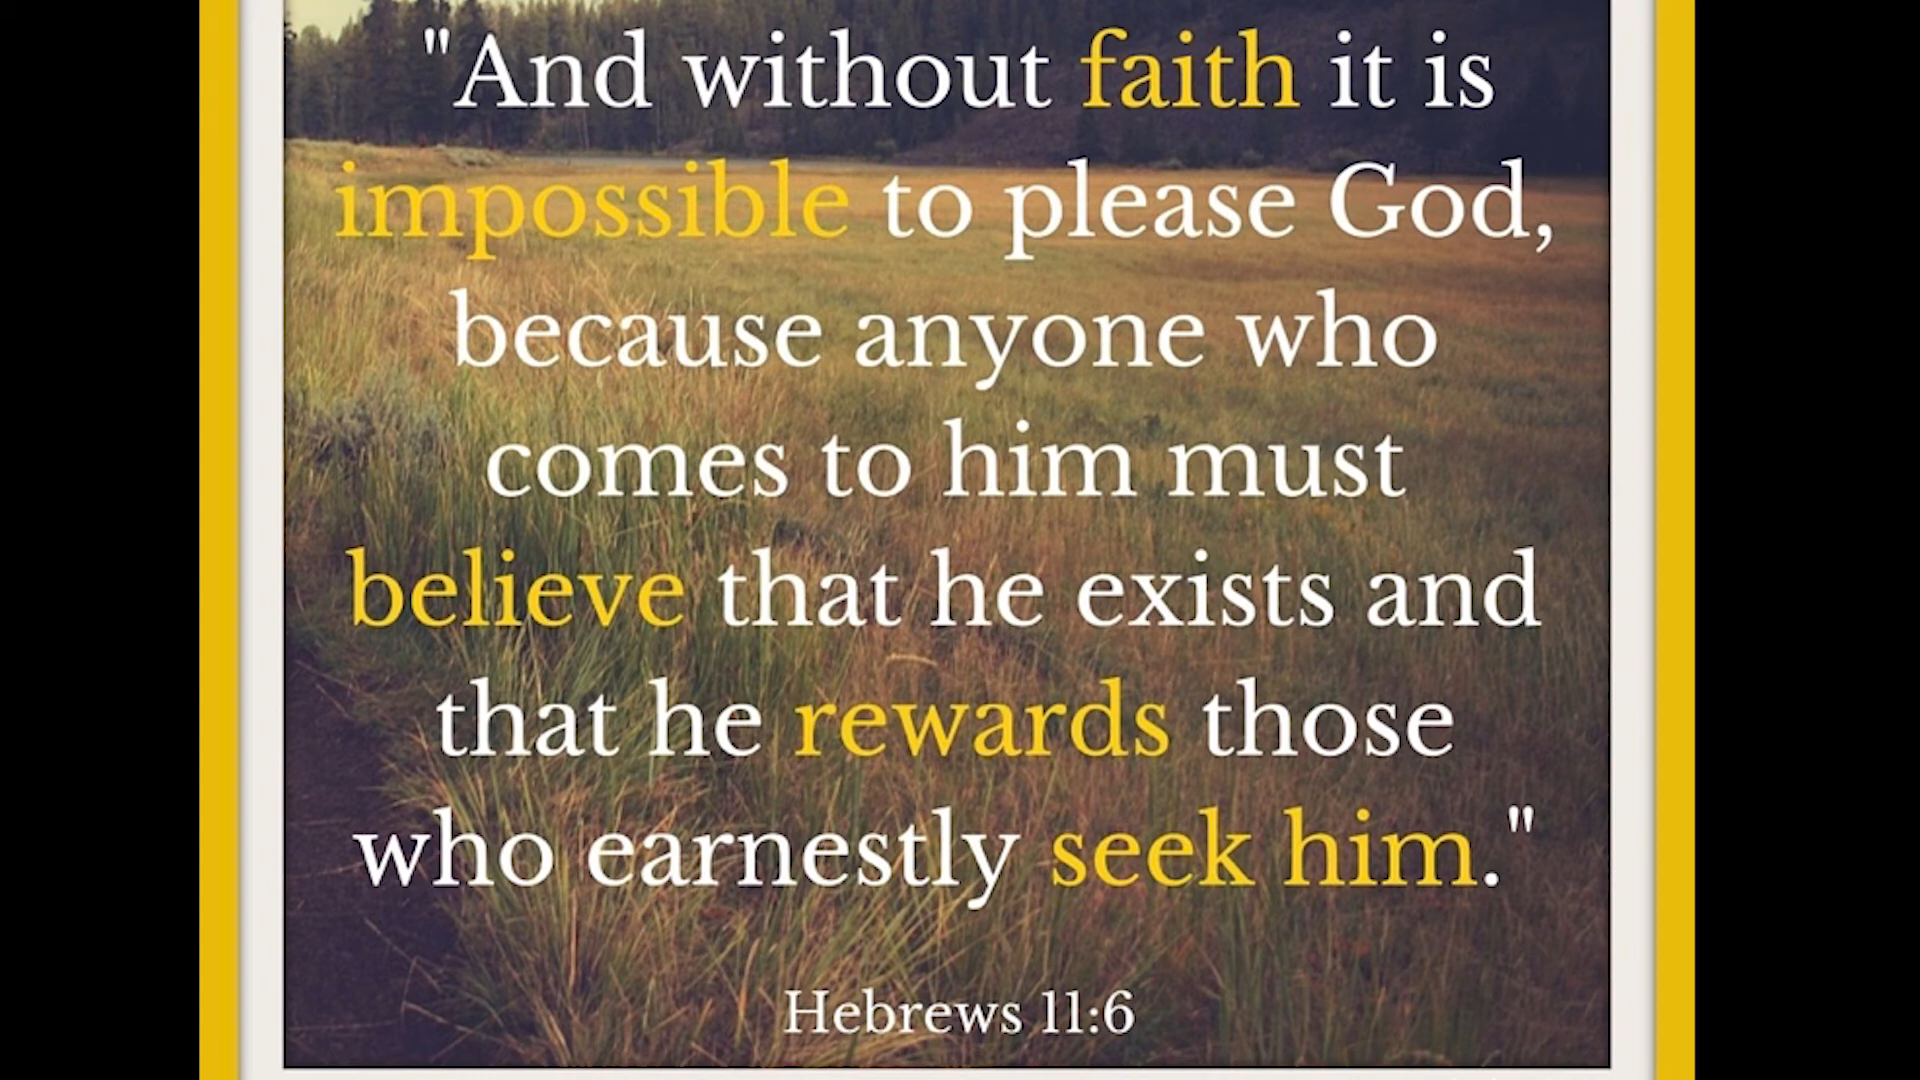 "And without faith it is
impossible to please God,
because anyone who
comes to him must
believe that he exists and
that he rewards those
who earnestly seek him."
Hebrews 11:6